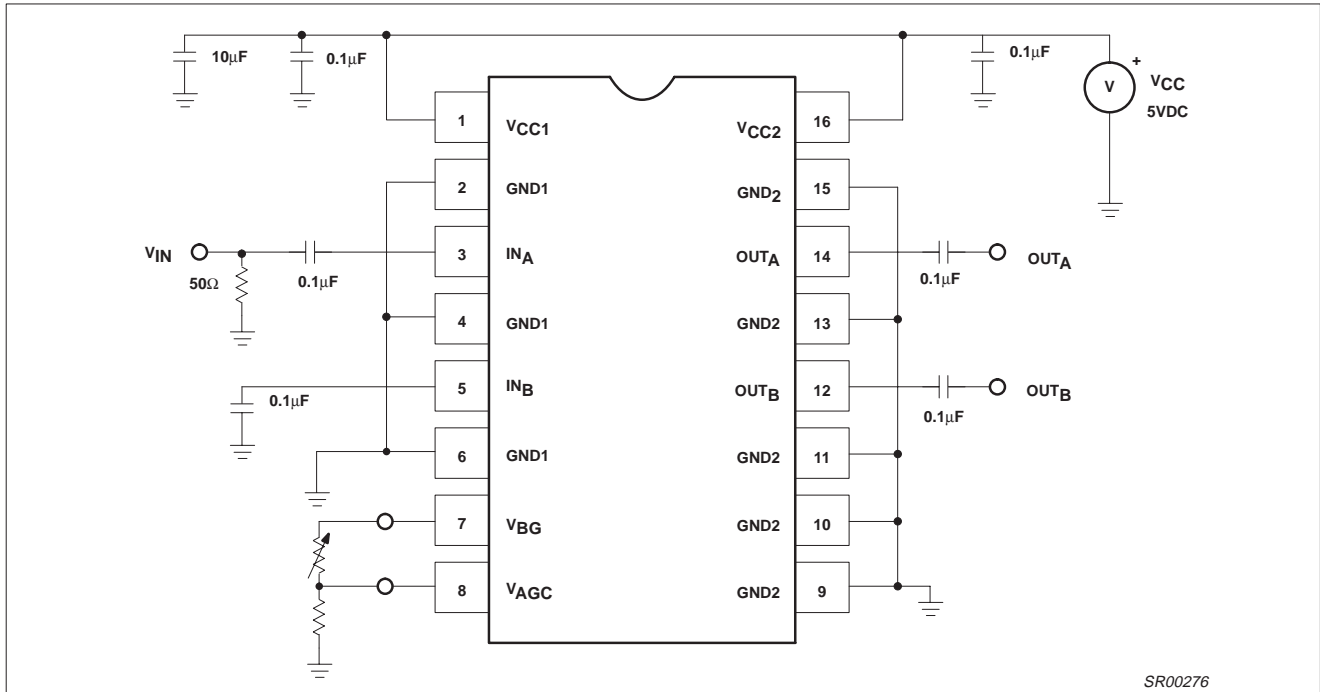 10μF
0.1μF
0.1μF
+
V
VCC
5VDC
1
VCC1
VCC2
16
2
GND1
GND2
15
VIN
50Ω
0.1μF
3
INA
OUTA
14
0.1μF
OUTA
4
GND1
GND2
13
0.1μF
5
INB
OUTB
12
0.1μF
OUTB
6
GND1
GND2
11
7
VBG
GND2
10
8
VAGC
GND2
9
SR00276